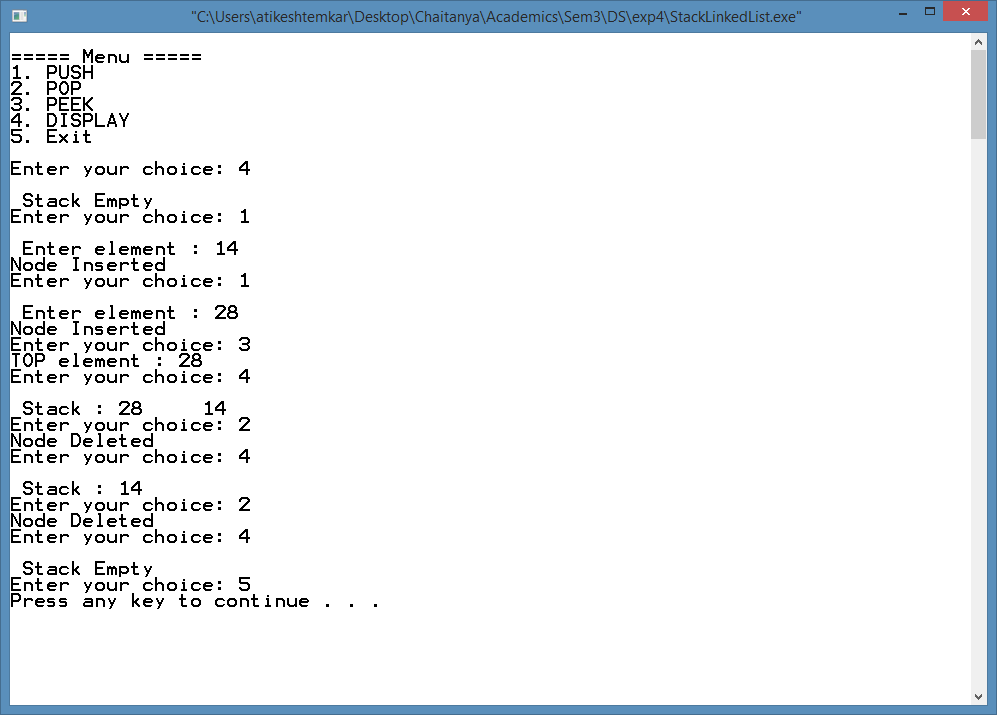 "C:\Users\atikeshtemkar\Desktop\Chaitanya\Academics\Sem3\DS\exp4\StackLinkedList.exe"
===== Menu =====
1. PUSH
2. POP
3. PEEK
4. DISPLAY
5. Exit
Enter your choice: 4
Stack Empty
Enter your choice: 1
Enter element : 14
Node Inserted
Enter your choice: 1
Enter element : 28
Node Inserted
Enter your choice: 3
TOP element : 28
Enter your choice: 4
Stack : 28     14
Enter your choice: 2
Node Deleted
Enter your choice: 4
Stack : 14
Enter your choice: 2
Node Deleted
Enter your choice: 4
Stack Empty
Enter your choice: 5
Press any key to continue . . .